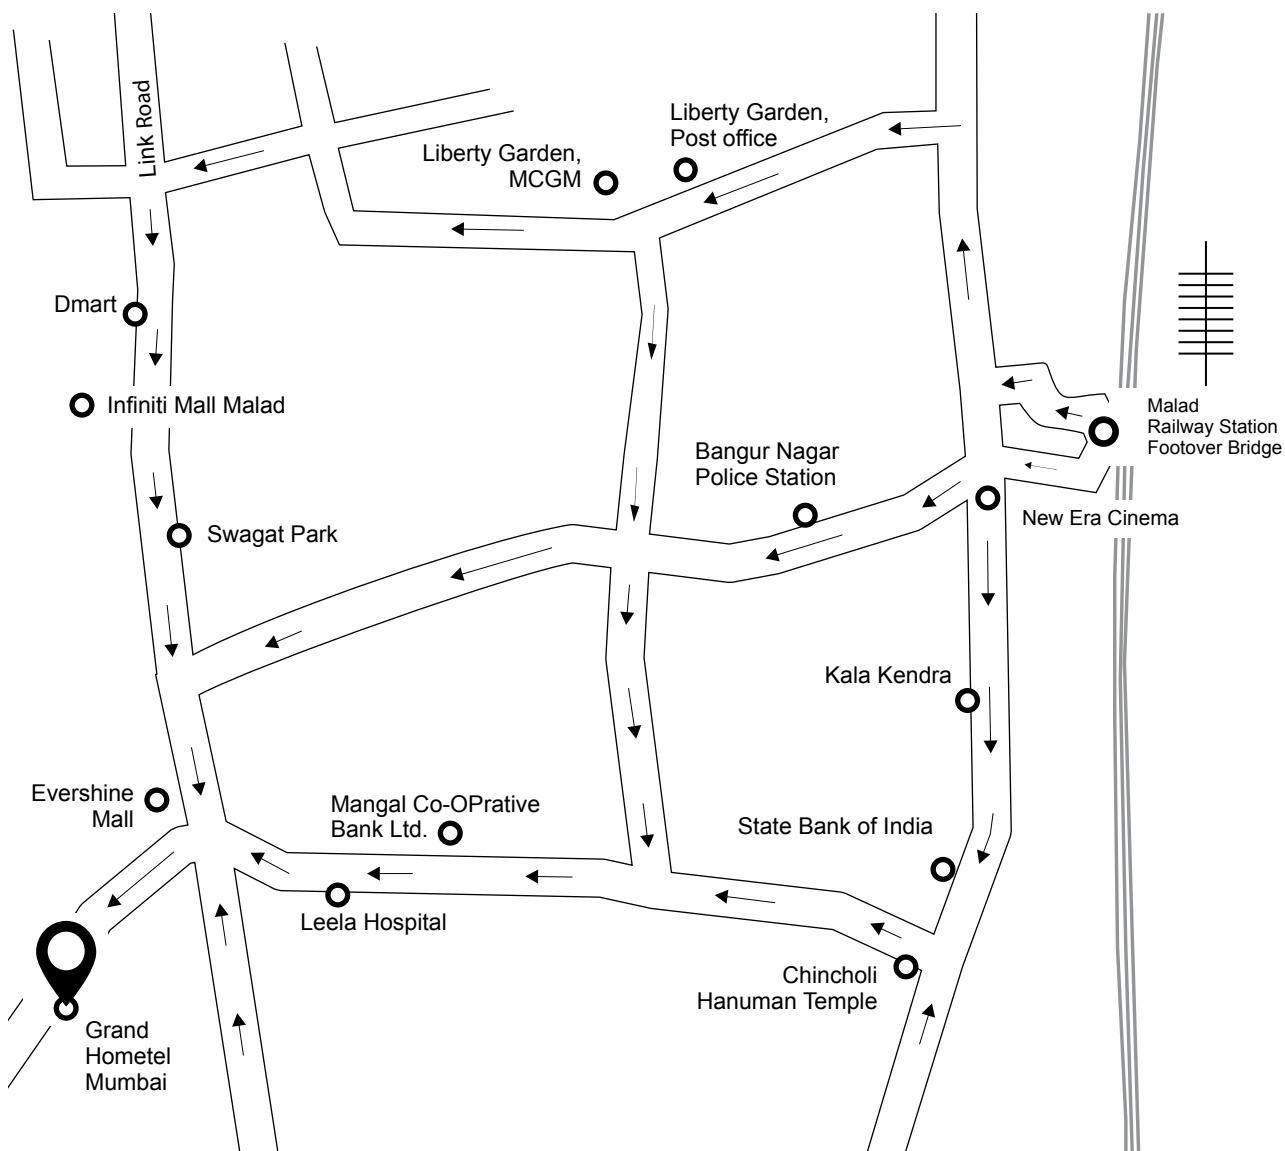 Link Road
Liberty Garden,
Post office
Liberty Garden,
MCGM
Dmart
Infiniti Mall Malad
Malad
Railway Station
Footover Bridge
Bangur Nagar
Police Station
New Era Cinema
Swagat Park
Kala Kendra
Evershine
Mall
Mangal Co-OPrative
Bank Ltd.
State Bank of India
Leela Hospital
Chincholi
Hanuman Temple
Grand
Hometel
Mumbai